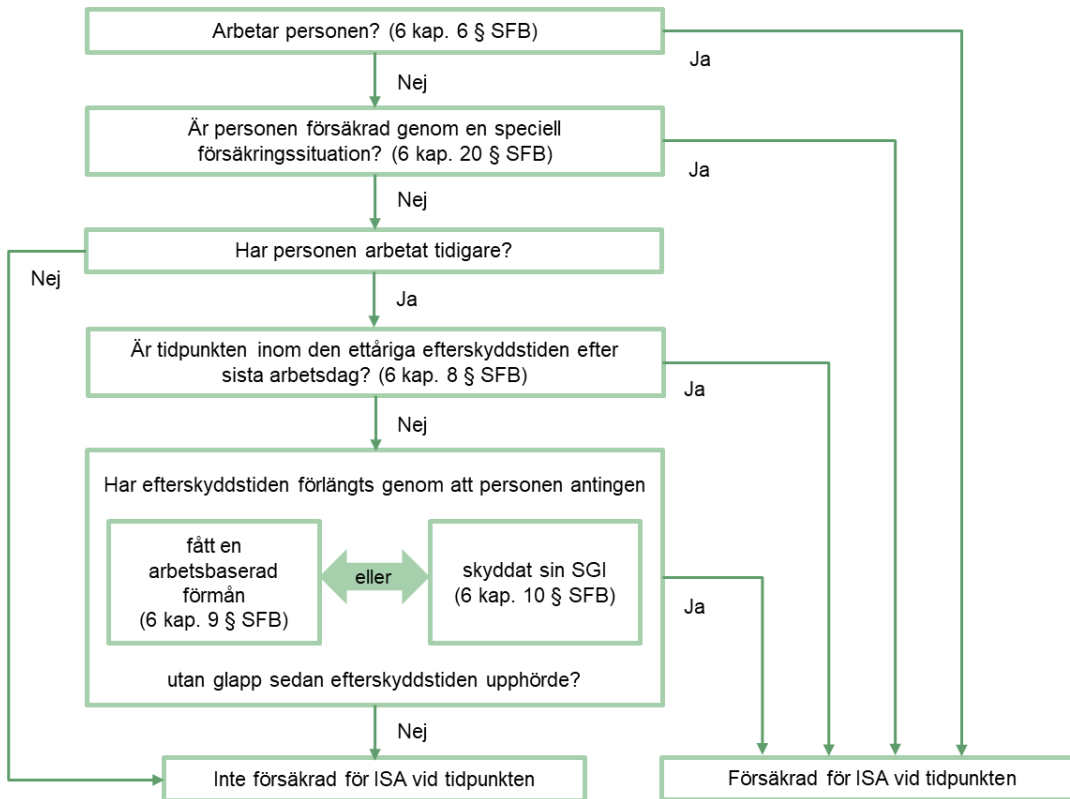 Arbetar personen? (6 kap. 6 § SFB)
Ja
Nej
Är personen försäkrad genom en speciell
försäkringssituation? (6 kap. 20 § SFB)
Ja
Nej
Har personen arbetat tidigare?
Nej
Ja
Är tidpunkten inom den ettåriga efterskyddstiden efter
sista arbetsdag? (6 kap. 8 § SFB)
Ja
Nej
Har efterskyddstiden förlängts genom att personen antingen
fått en
arbetsbaserad
förmån
(6 kap. 9 § SFB)
eller
skyddat sin SGI
(6 kap. 10 § SFB)
Ja
utan glapp sedan efterskyddstiden upphörde?
Nej
Inte försäkrad för ISA vid tidpunkten
Försäkrad för ISA vid tidpunkten